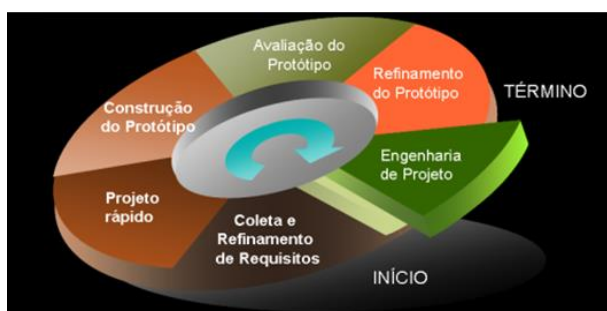 Avaliação do
Protótipo
Refinamento
do Protótipo
TÉRMINO
Construção
do Protótipo
Engenharia
de Projeto
Projeto
rápido
Coleta e
Refinamento
de Requisitos
INÍCIO